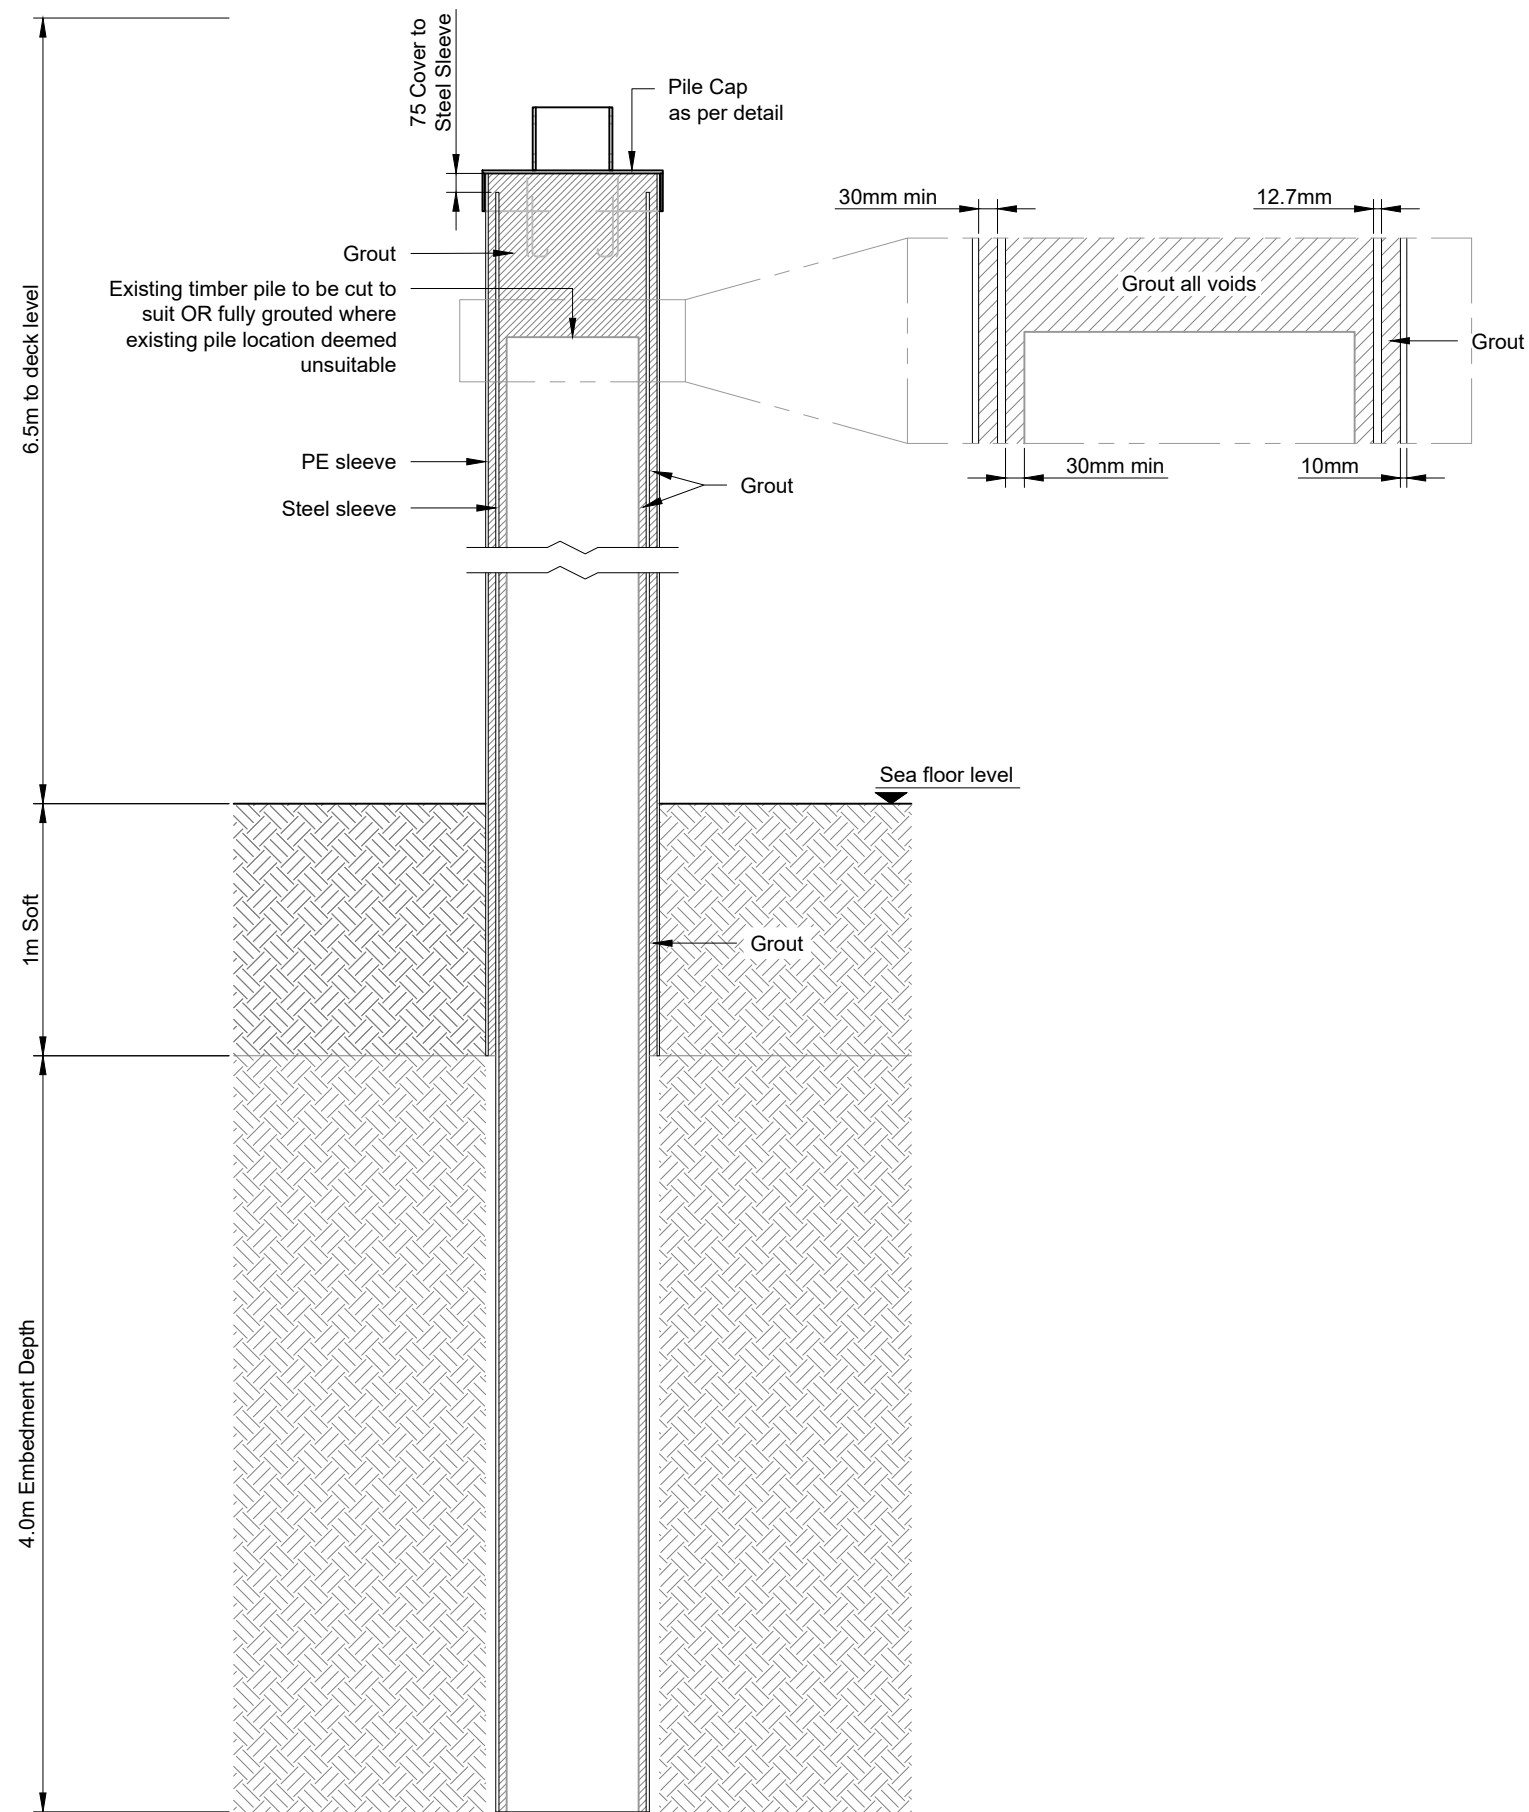 75 Cover to
Steel Sleeve
Pile Cap
as per detail
30mm min
12.7mm
Grout
Grout all voids
Existing timber pile to be cut to
suit OR fully grouted where
existing pile location deemed
unsuitable
Grout
6.5m to deck level
PE sleeve
30mm min
10mm
Grout
Steel sleeve
Sea floor level
1m Soft
Grout
4.0m Embedment Depth